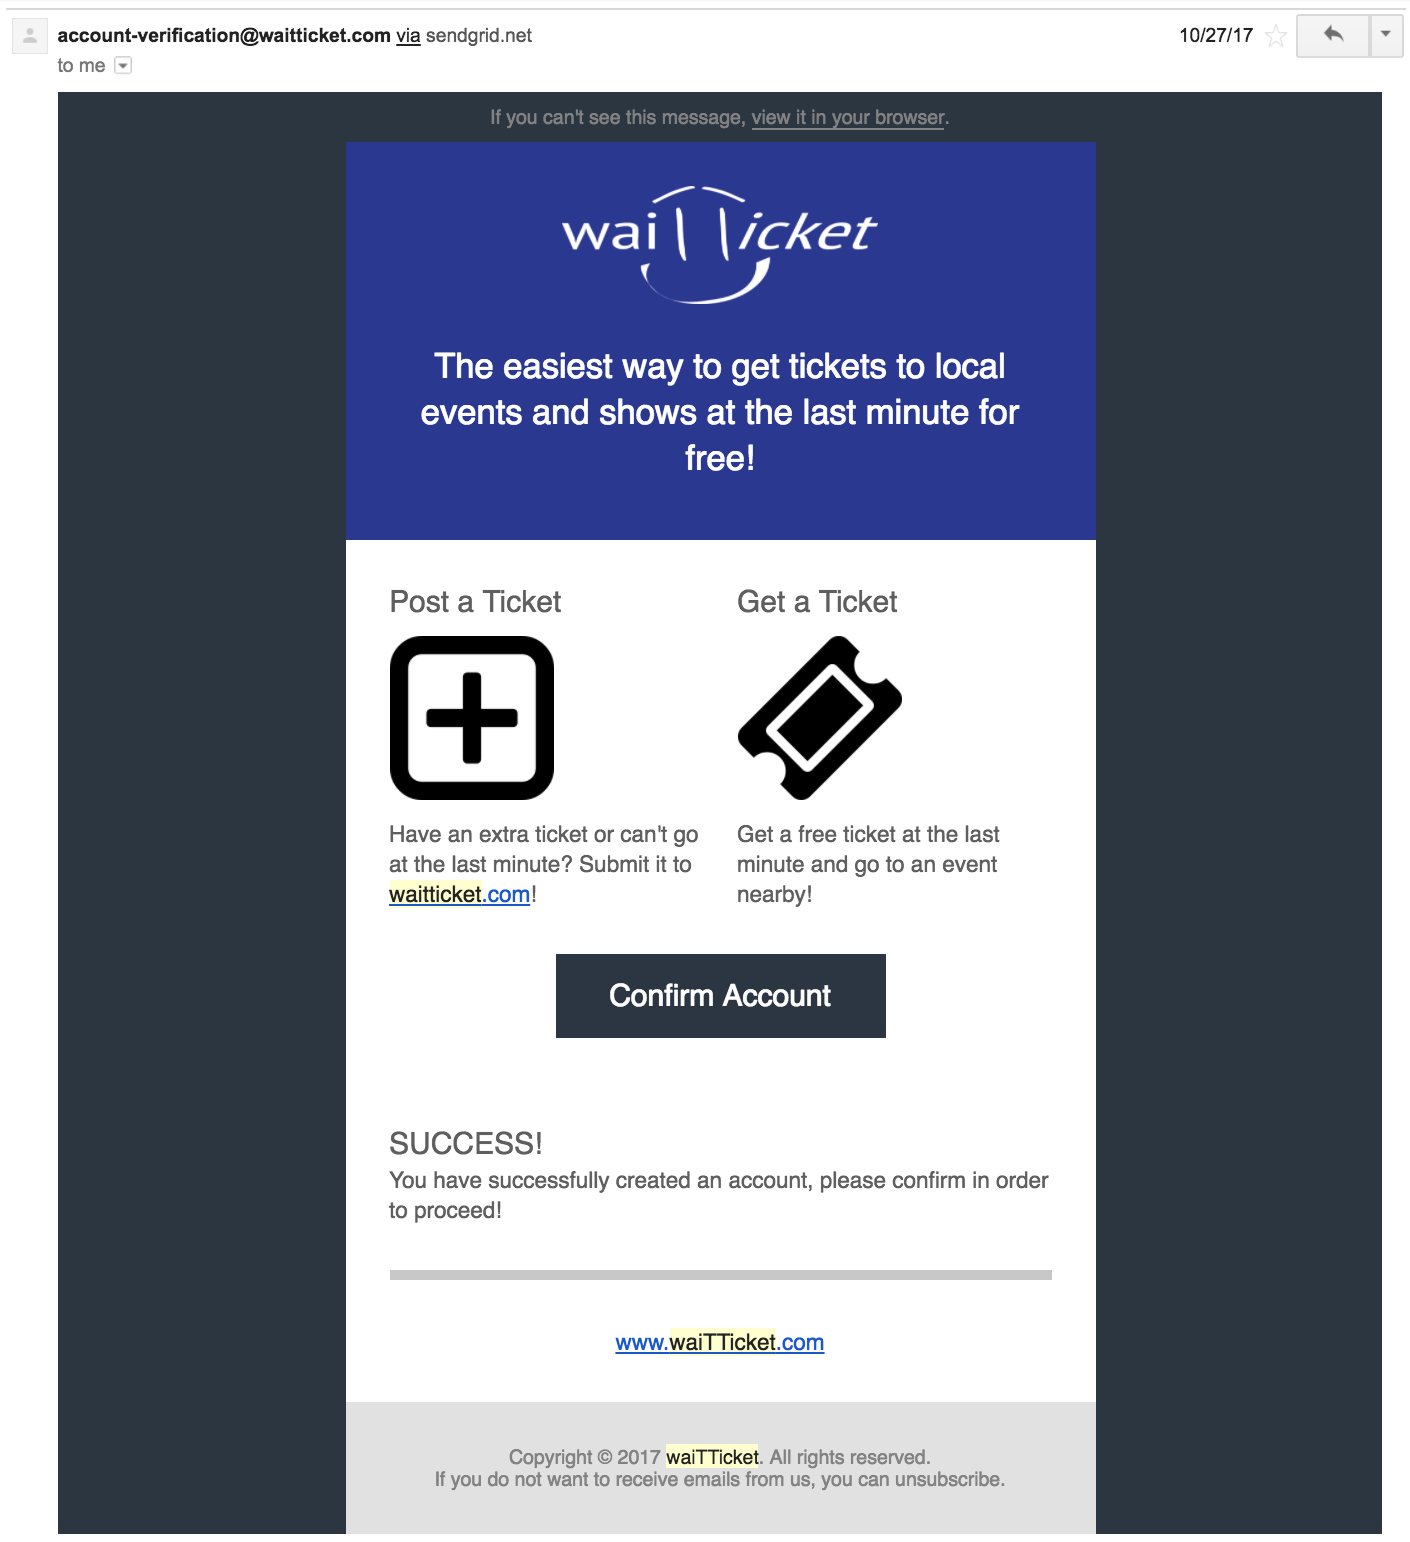 account-verification@waitticket.com via sendgrid.net
10/27/17
to me
If you can't see this message, view it in your browser.
waiTTicket
The easiest way to get tickets to local
events and shows at the last minute for
free!
Post a Ticket
Have an extra ticket or can't go
at the last minute? Submit it to
waitticket.com!
Get a Ticket
Get a free ticket at the last
minute and go to an event
nearby!
Confirm Account
SUCCESS!
You have successfully created an account, please confirm in order
to proceed!
www.waiTTicket.com
Copyright © 2017 waiTTicket. All rights reserved.
If you do not want to receive emails from us, you can unsubscribe.